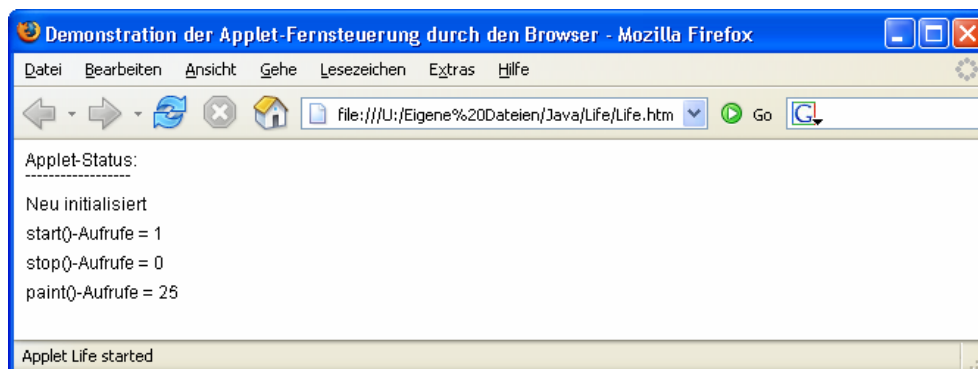 Demonstration der Applet-Fernsteuerung durch den Browser - Mozilla Firefox
Datei Bearbeiten Ansicht Gehe Lesezeichen Extras Hilfe
file:///U:/Eigene%20Dateien/Java/Life/Life.htm Go G
Applet-Status:
------------------
Neu initialisiert
start()-Aufrufe = 1
stop()-Aufrufe = 0
paint()-Aufrufe = 25
Applet Life started